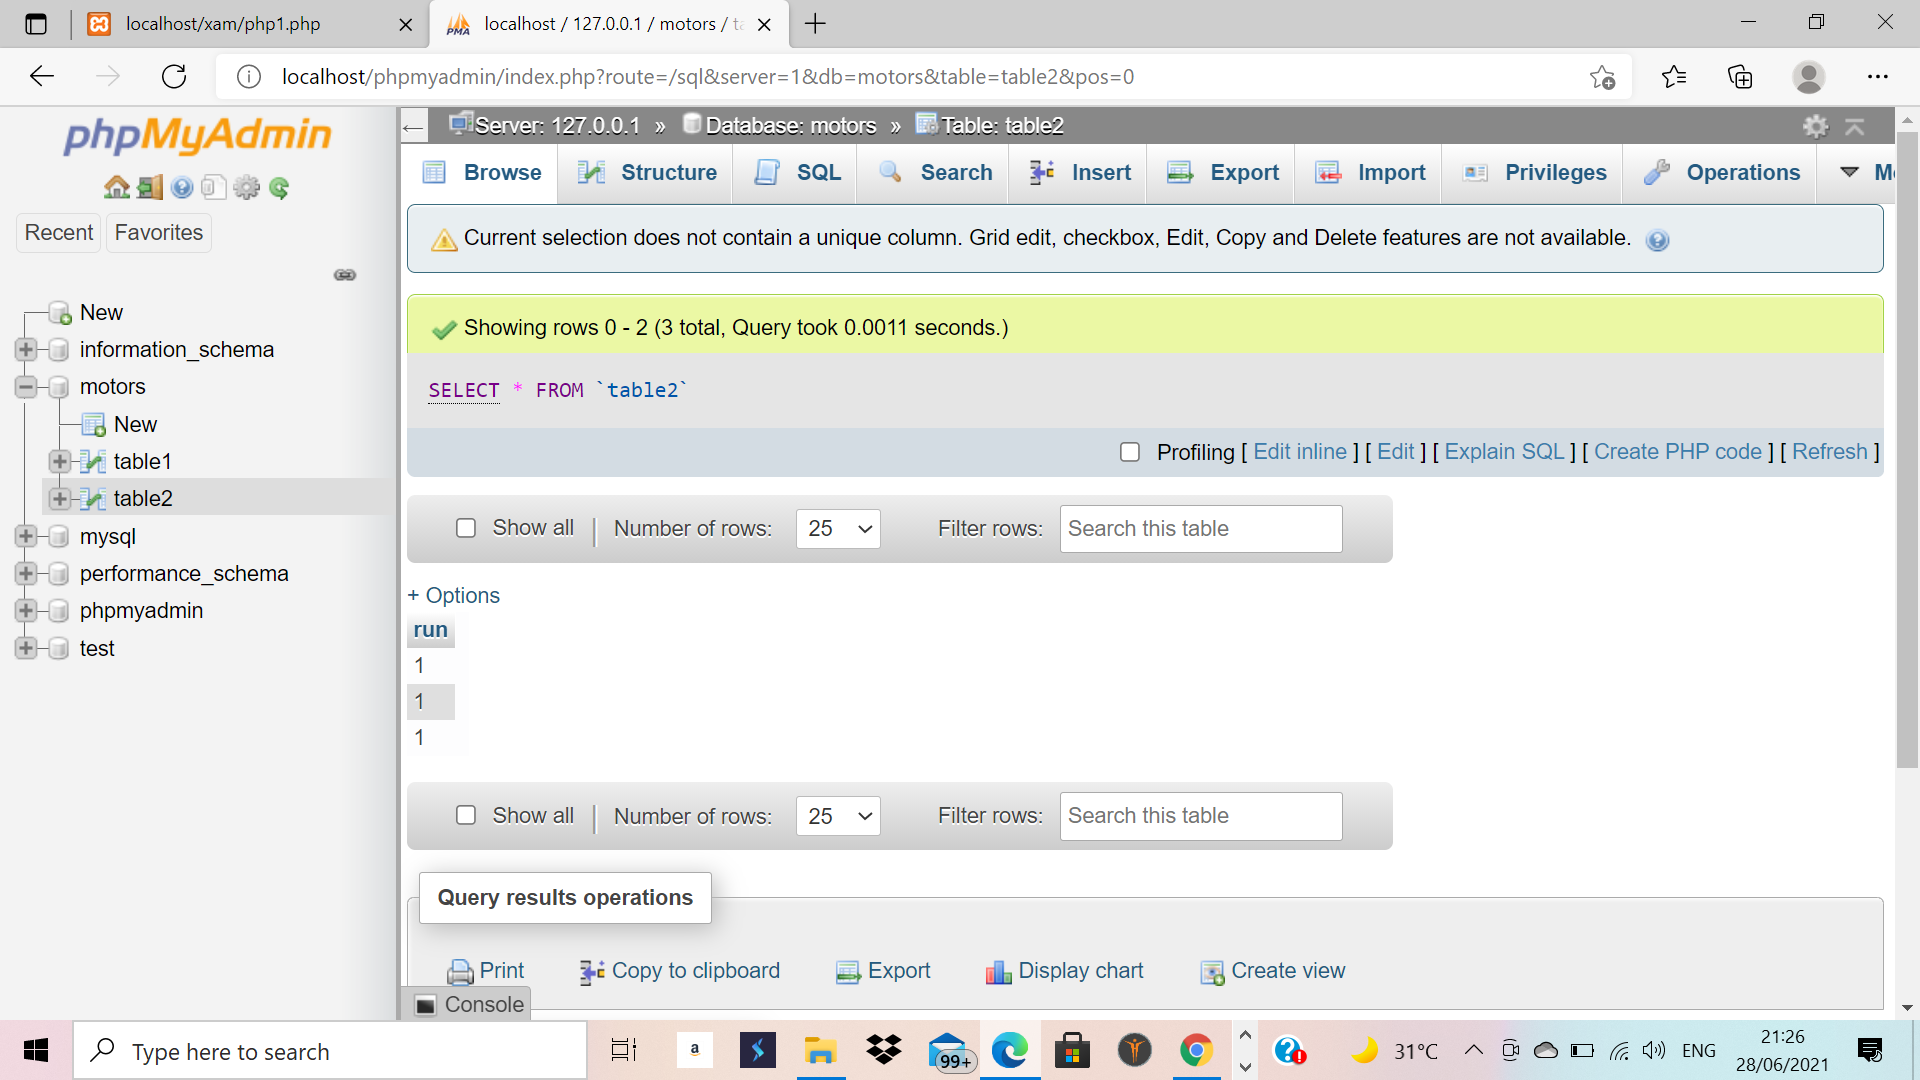 localhost/xam/php1.php
localhost / 127.0.0.1 / motors / ta
localhost/phpmyadmin/index.php?route=/sql&server=1&db=motors&table=table2&pos=0
phpMyAdmin
Recent
Favorites
New
information_schema
motors
New
table1
table2
mysql
performance_schema
phpmyadmin
test
Server: 127.0.0.1 » Database: motors » Table: table2
Browse
Structure
SQL
Search
Insert
Export
Import
Privileges
Operations
Current selection does not contain a unique column. Grid edit, checkbox, Edit, Copy and Delete features are not available.
Showing rows 0 - 2 (3 total, Query took 0.0011 seconds.)
SELECT * FROM `table2`
Profiling [ Edit inline ] [ Edit ] [ Explain SQL ] [ Create PHP code ] [ Refresh ]
Show all | Number of rows: 25 Filter rows: Search this table
+ Options
run
1
1
1
Show all | Number of rows: 25 Filter rows: Search this table
Query results operations
Print
Copy to clipboard
Export
Display chart
Create view
Console
Type here to search
a
99+
31°C
ENG
21:26
28/06/2021